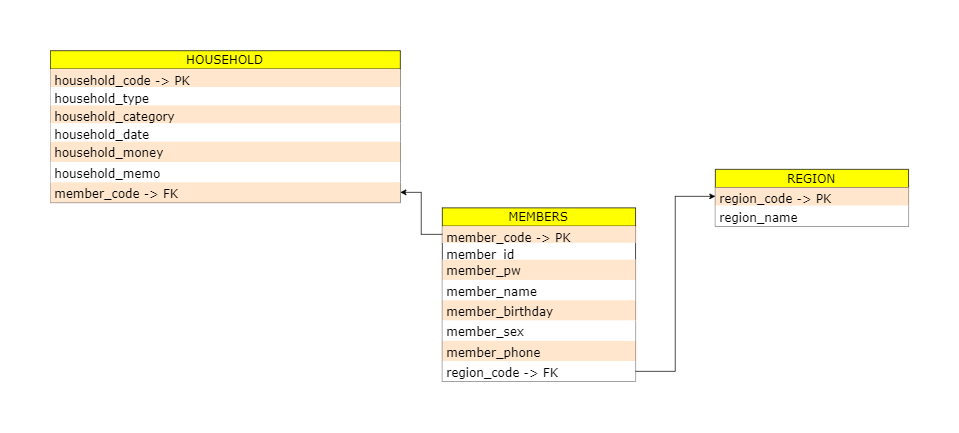 HOUSEHOLD
household_code -> PK
household_type
household_category
household_date
household_money
household_memo
member_code -> FK
MEMBERS
member_code -> PK
member_id
member_pw
member_name
member_birthday
member_sex
member_phone
region_code -> FK
REGION
region_code -> PK
region_name